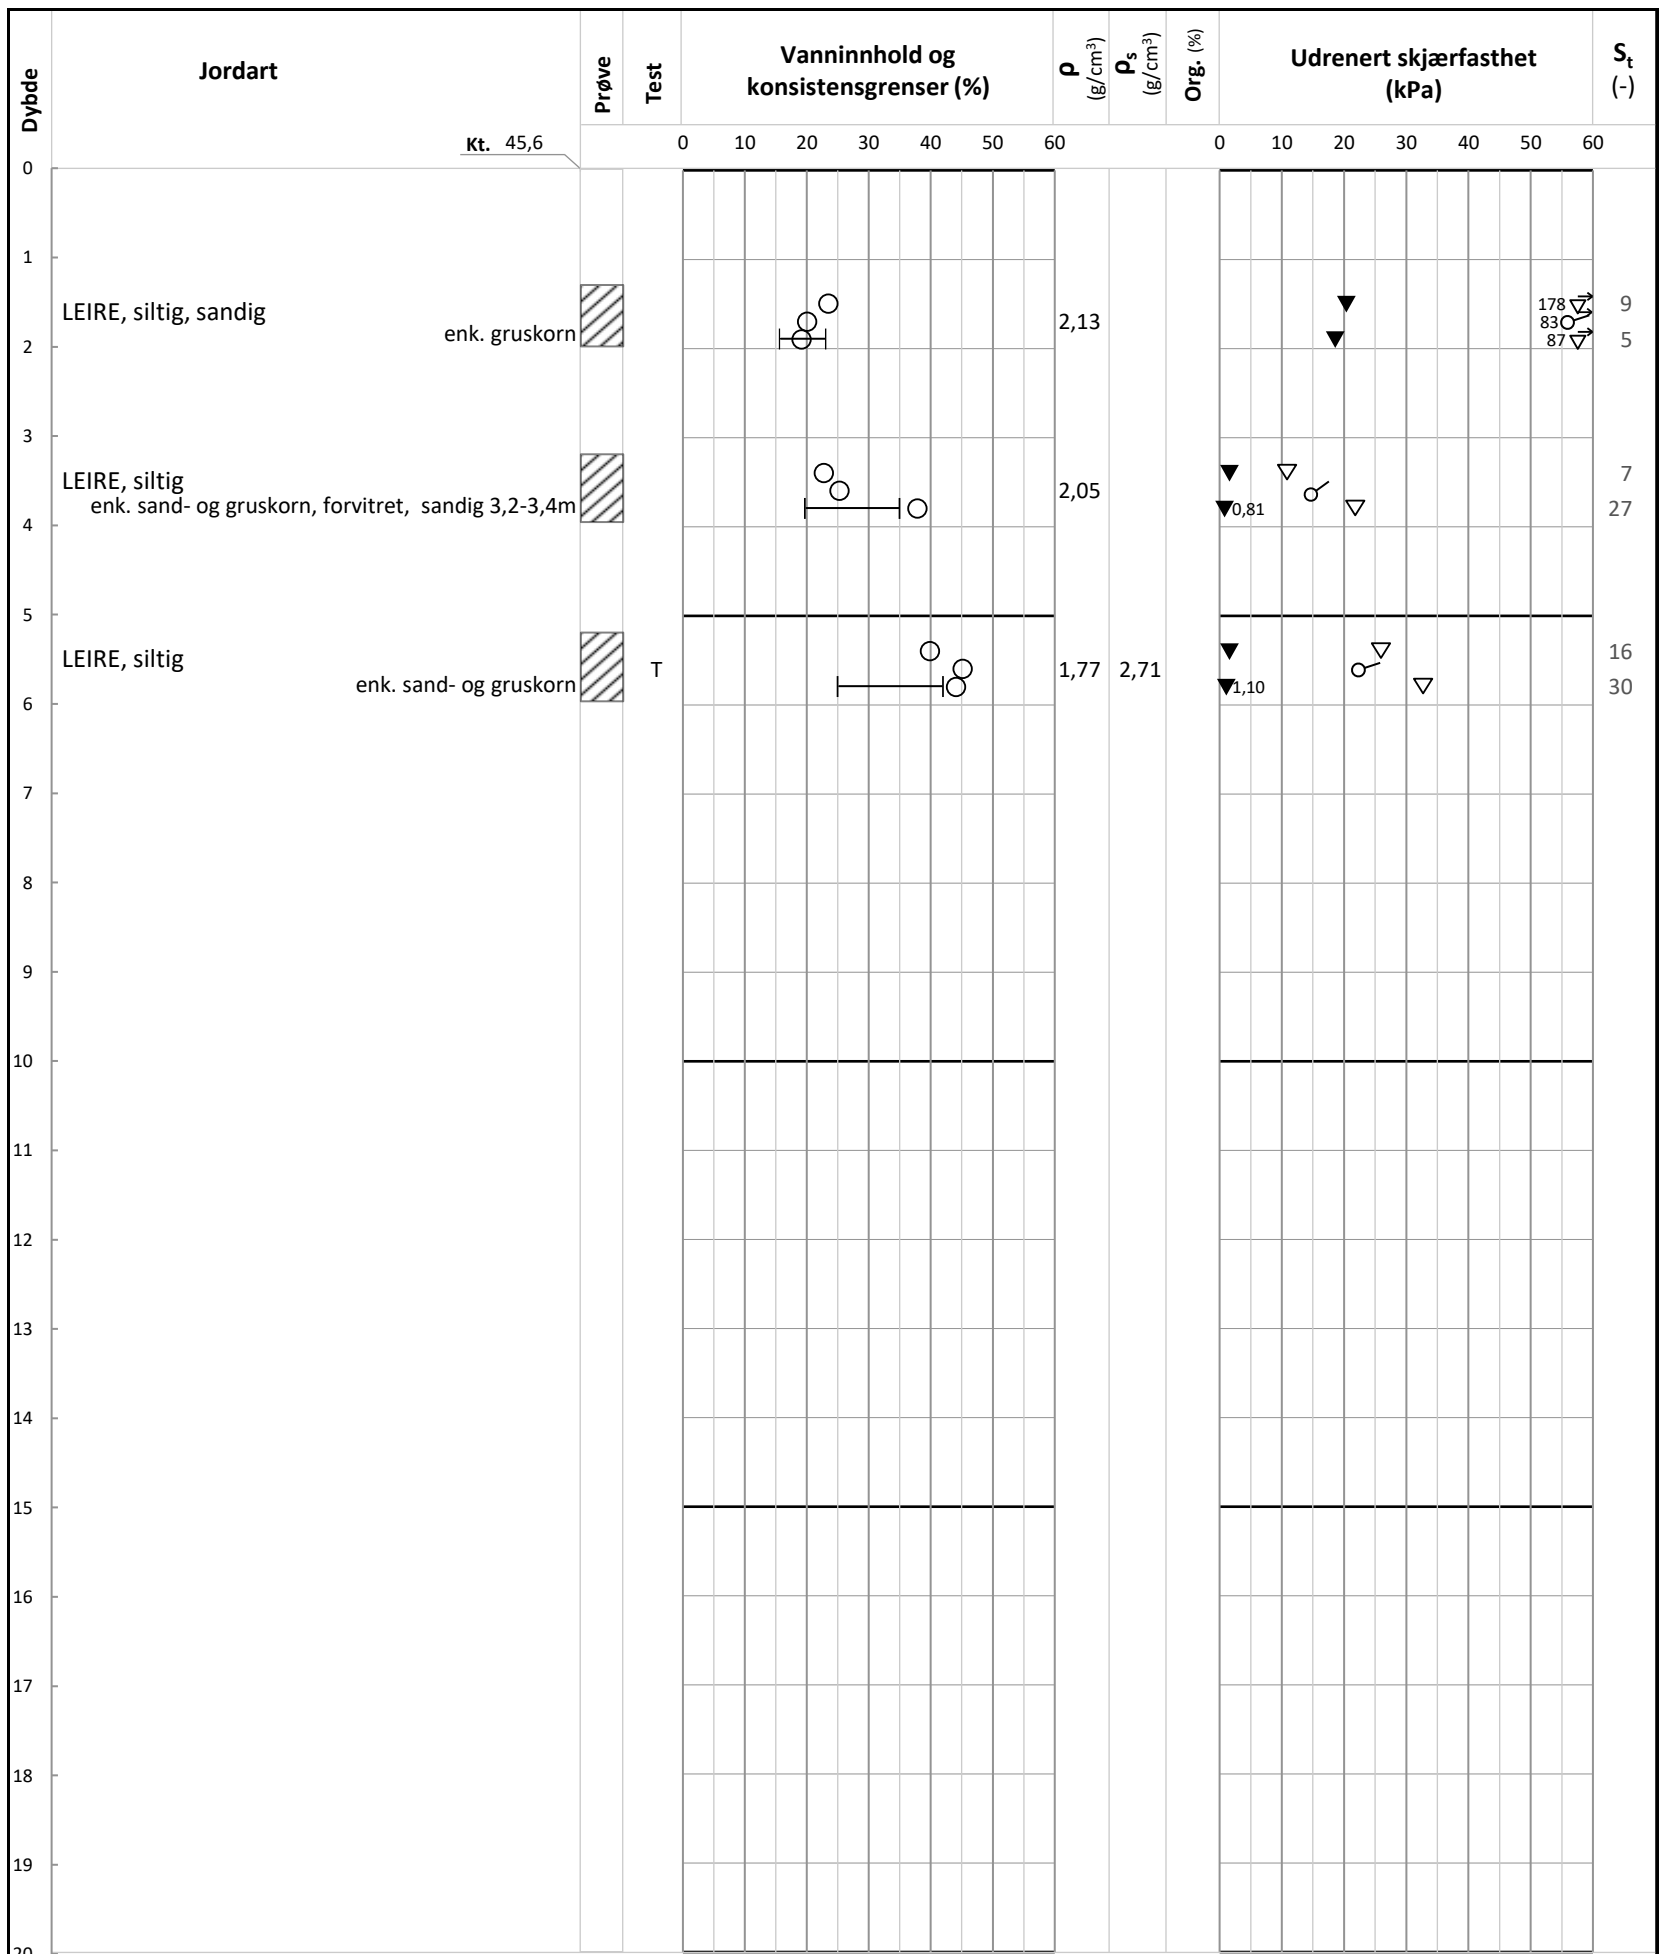 Dybde
Jordart
Prøve
Test
Vanninnhold og
konsistensgrenser (%)
ρ
(g/cm³)
ρs
(g/cm³)
Org. (%)
Udrenert skjærfasthet
(kPa)
St
(-)
Kt. 45,6
0 10 20 30 40 50 60
0 10 20 30 40 50 60
0
1
LEIRE, siltig, sandig
enk. gruskorn
2,13
178
83
87
9
5
2
3
LEIRE, siltig
enk. sand- og gruskorn, forvitret, sandig 3,2-3,4m
2,05
0,81
7
27
4
5
LEIRE, siltig
enk. sand- og gruskorn
T
1,77
2,71
1,10
16
30
6
7
8
9
10
11
12
13
14
15
16
17
18
19
20